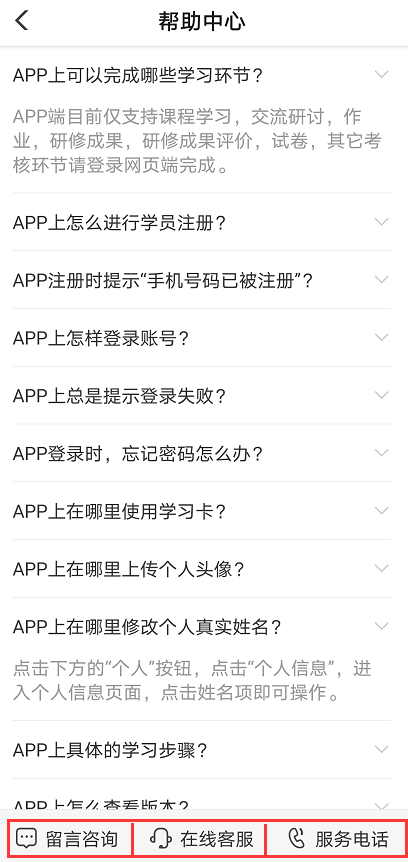 帮助中心
APP上可以完成哪些学习环节？
APP端目前仅支持课程学习，交流研讨，作
业，研修成果，研修成果评价，试卷，其它考
核环节请登录网页端完成。
APP上怎么进行学员注册？
APP注册时提示“手机号码已被注册”？
APP上怎样登录账号？
APP上总是提示登录失败？
APP登录时，忘记密码怎么办？
APP上在哪里使用学习卡？
APP上在哪里上传个人头像？
APP上在哪里修改个人真实姓名？
点击下方的“个人”按钮，点击“个人信息”，进
入个人信息页面，点击姓名项即可操作。
APP上具体的学习步骤？
APP上怎么查看版本？
留言咨询 在线客服 服务电话